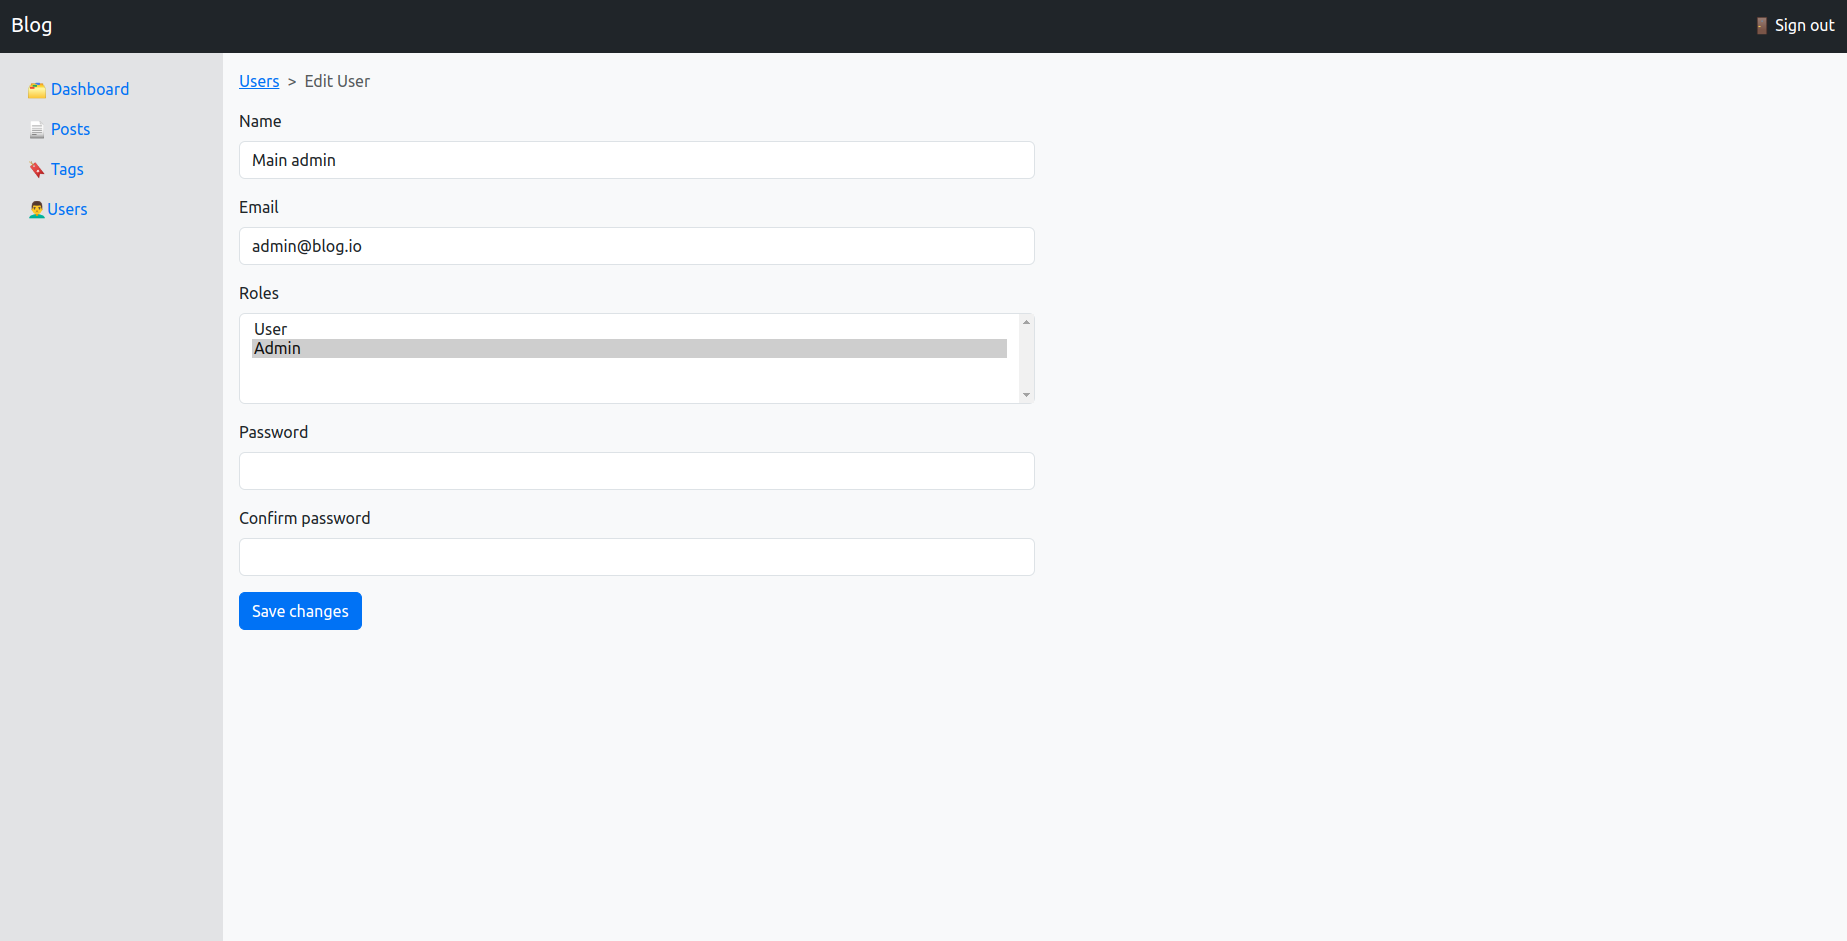 Blog
Sign out
Dashboard
Posts
Tags
Users
Users > Edit User
Name
Main admin
Email
admin@blog.io
Roles
User
Admin
Password
Confirm password
Save changes